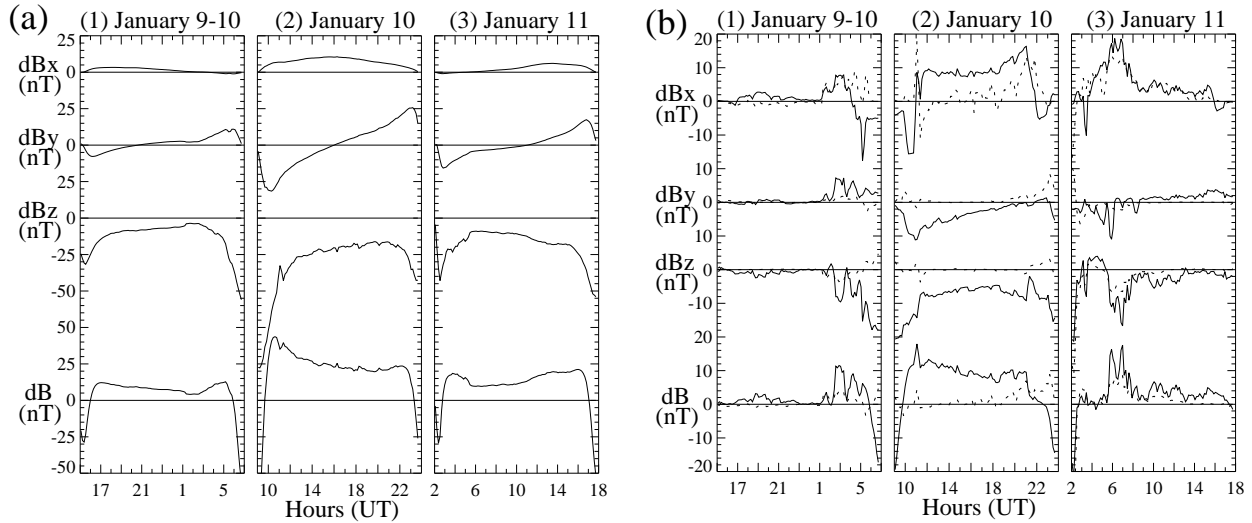 (a)
(1) January 9-10
(2) January 10
(3) January 11
25
dBx
0
(nT)
25
dBy
0
(nT)
25
dBz
0
(nT)
-25
-50
50
25
dB
0
(nT)
-25
-50
17 21 1 5
10 14 18 22
2 6 10 14 18
Hours (UT)
(b)
(1) January 9-10
(2) January 10
(3) January 11
20
10
dBx
0
(nT)
-10
10
dBy
0
(nT)
10
dBz
0
(nT)
-10
20
10
dB
0
(nT)
-10
-20
17 21 1 5
10 14 18 22
2 6 10 14 18
Hours (UT)